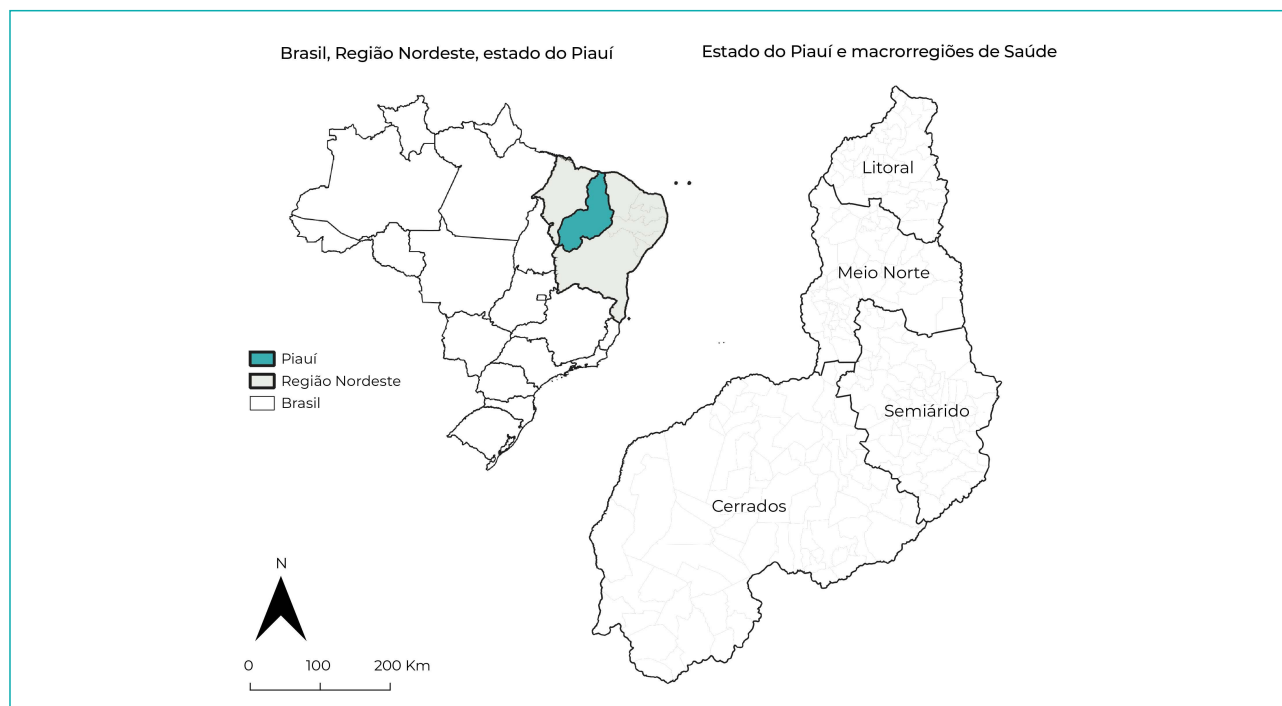 Brasil, Região Nordeste, estado do Piauí
Estado do Piauí e macrorregiões de Saúde
Litoral
Meio Norte
Semiárido
Cerrados
Piauí
Região Nordeste
Brasil
N
0 100 200 Km